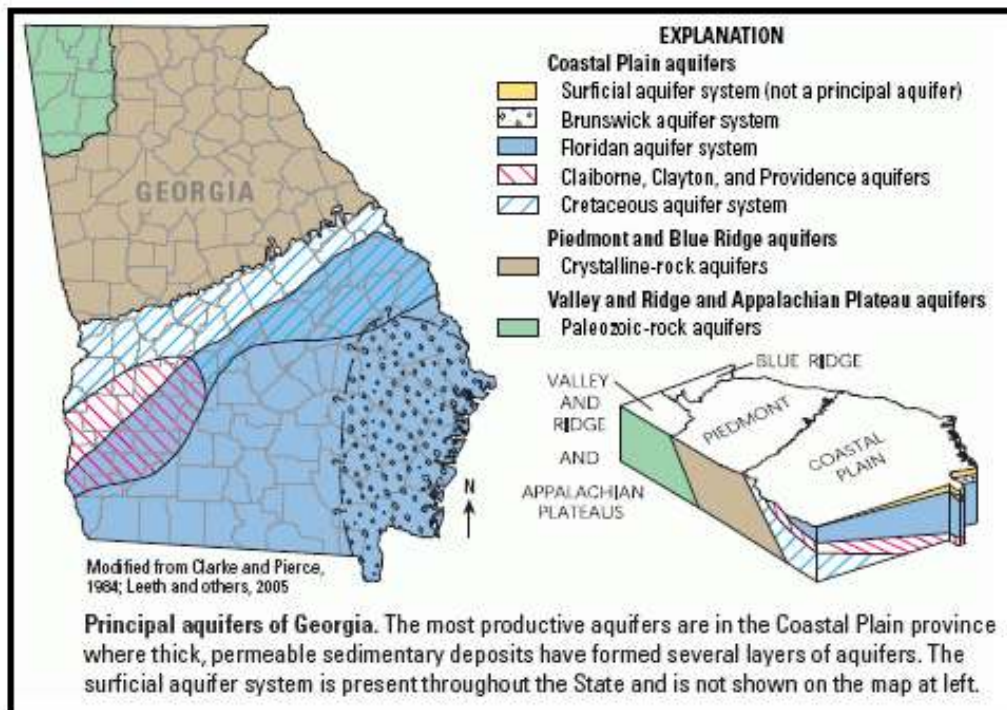 EXPLANATION
Coastal Plain aquifers
Surficial aquifer system (not a principal aquifer)
Brunswick aquifer system
Floridan aquifer system
Claiborne, Clayton, and Providence aquifers
Cretaceous aquifer system
Piedmont and Blue Ridge aquifers
Crystalline-rock aquifers
Valley and Ridge and Appalachian Plateau aquifers
Paleozoic-rock aquifers
GEORGIA
N
Modified from Clarke and Pierce,
1984; Leeth and others, 2005
BLUE RIDGE
VALLEY
AND
RIDGE
AND
APPALACHIAN
PLATEAUS
PIEDMONT
COASTAL
PLAIN
Principal aquifers of Georgia. The most productive aquifers are in the Coastal Plain province
where thick, permeable sedimentary deposits have formed several layers of aquifers. The
surficial aquifer system is present throughout the State and is not shown on the map at left.